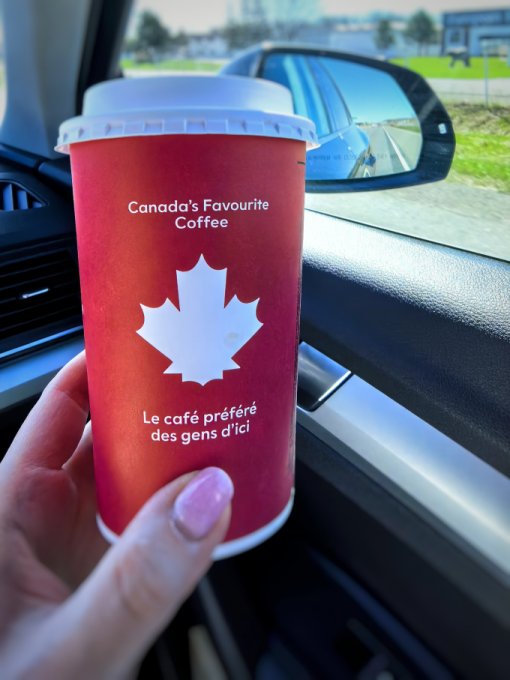 Canada's Favourite
Coffee
Le café préféré
des gens d'ici